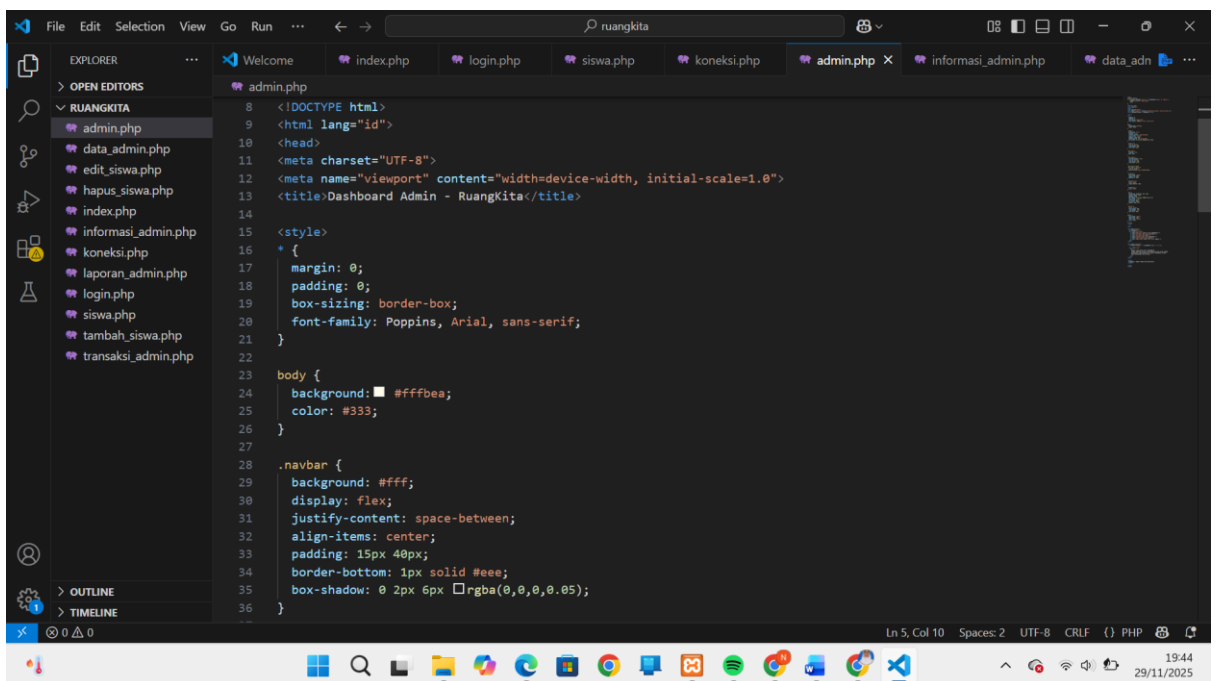 File Edit Selection View Go Run ··· ruangkita
EXPLORER ···
> OPEN EDITORS
RUANGKITA
admin.php
data_admin.php
edit_siswa.php
hapus_siswa.php
index.php
informasi_admin.php
koneksi.php
laporan_admin.php
login.php
siswa.php
tambah_siswa.php
transaksi_admin.php
> OUTLINE
> TIMELINE
Welcome index.php login.php siswa.php koneksi.php admin.php informasi_admin.php data_adn ···
admin.php
8 <!DOCTYPE html>
9 <html lang="id">
10 <head>
11 <meta charset="UTF-8">
12 <meta name="viewport" content="width=device-width, initial-scale=1.0">
13 <title>Dashboard Admin - RuangKita</title>
14
15 <style>
16 * {
17 margin: 0;
18 padding: 0;
19 box-sizing: border-box;
20 font-family: Poppins, Arial, sans-serif;
21 }
22
23 body {
24 background: #fffbea;
25 color: #333;
26 }
27
28 .navbar {
29 background: #fff;
30 display: flex;
31 justify-content: space-between;
32 align-items: center;
33 padding: 15px 40px;
34 border-bottom: 1px solid #eee;
35 box-shadow: 0 2px 6px rgba(0,0,0,0.05);
36 }
0 0 Ln 5, Col 10 Spaces: 2 UTF-8 CRLF {} PHP
19:44
29/11/2025